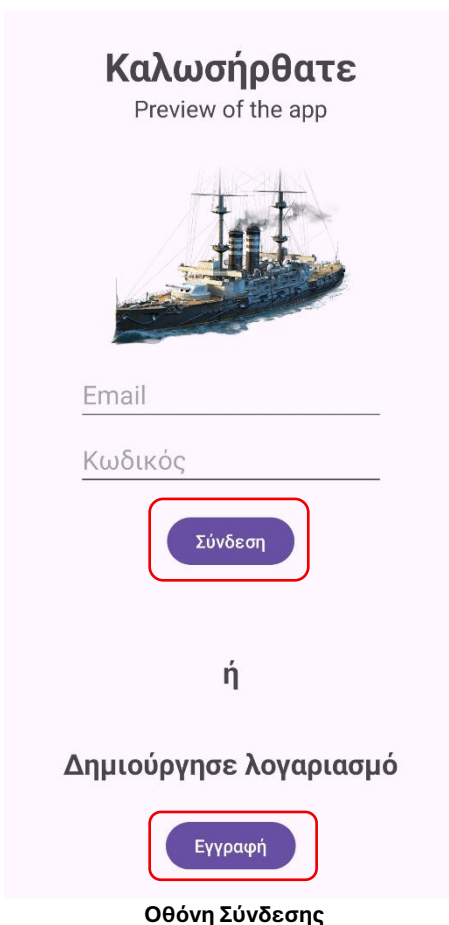 Καλωσήρθατε
Preview of the app
Email
Κωδικός
Σύνδεση
ή
Δημιούργησε λογαριασμό
Εγγραφή
Οθόνη Σύνδεσης